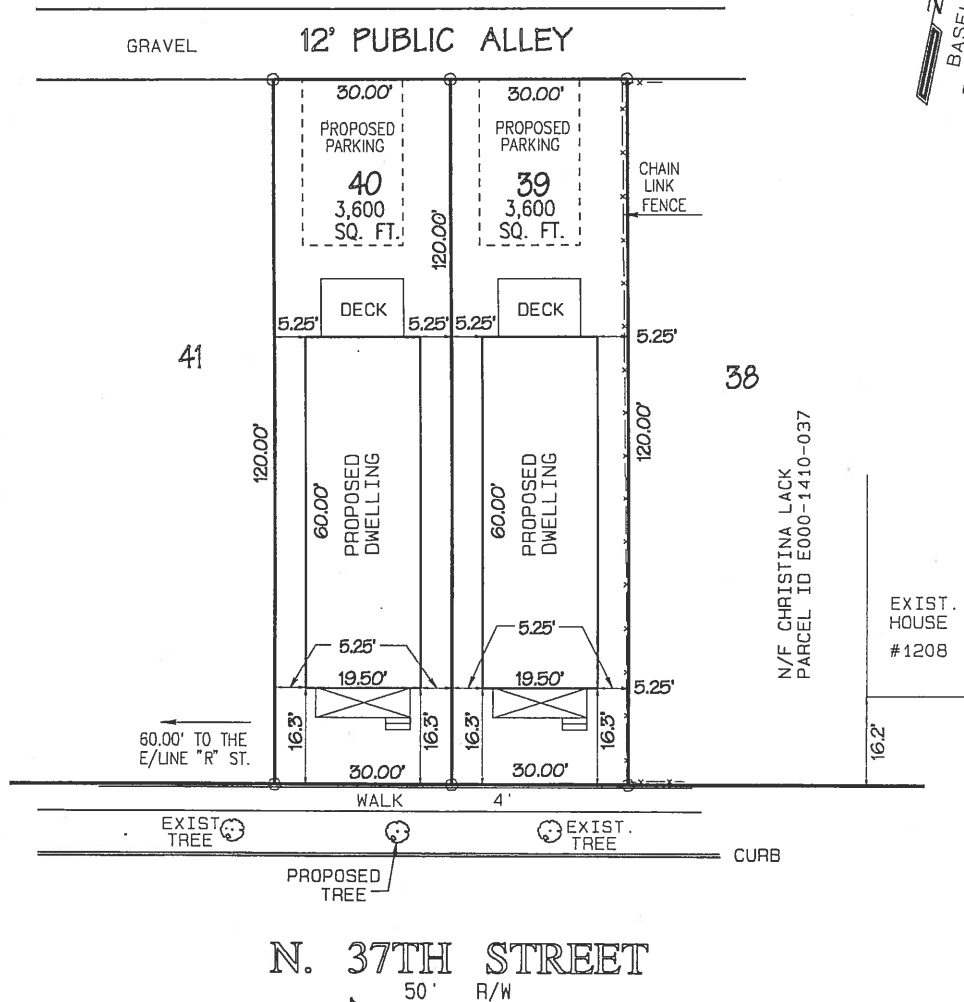 GRAVEL
12' PUBLIC ALLEY
30.00'
30.00'
PROPOSED
PARKING
PROPOSED
PARKING
40
3,600
SQ. FT.
39
3,600
SQ. FT.
CHAIN
LINK
FENCE
120.00'
DECK
DECK
5.25'
5.25'
5.25'
5.25'
41
38
120.00'
120.00'
60.00'
PROPOSED
DWELLING
60.00'
PROPOSED
DWELLING
N/F CHRISTINA LACK
PARCEL ID E000-1410-037
EXIST.
HOUSE
#1208
5.25'
5.25'
19.50'
19.50'
5.25'
16.3'
16.3'
16.3'
16.3'
16.2'
60.00' TO THE
E/LINE "R" ST.
30.00'
30.00'
WALK 4'
EXIST.
TREE
EXIST.
TREE
CURB
PROPOSED
TREE
N. 37TH STREET
50' R/W